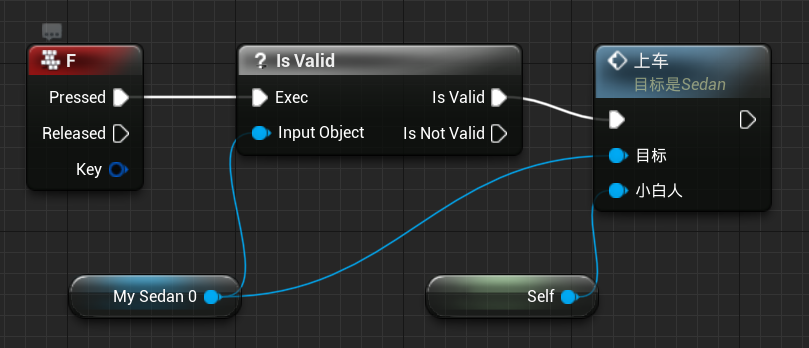 F
Pressed
Released
Key
? Is Valid
Exec
Is Valid
Input Object
Is Not Valid
上车
目标是Sedan
目标
小白人
My Sedan 0
Self